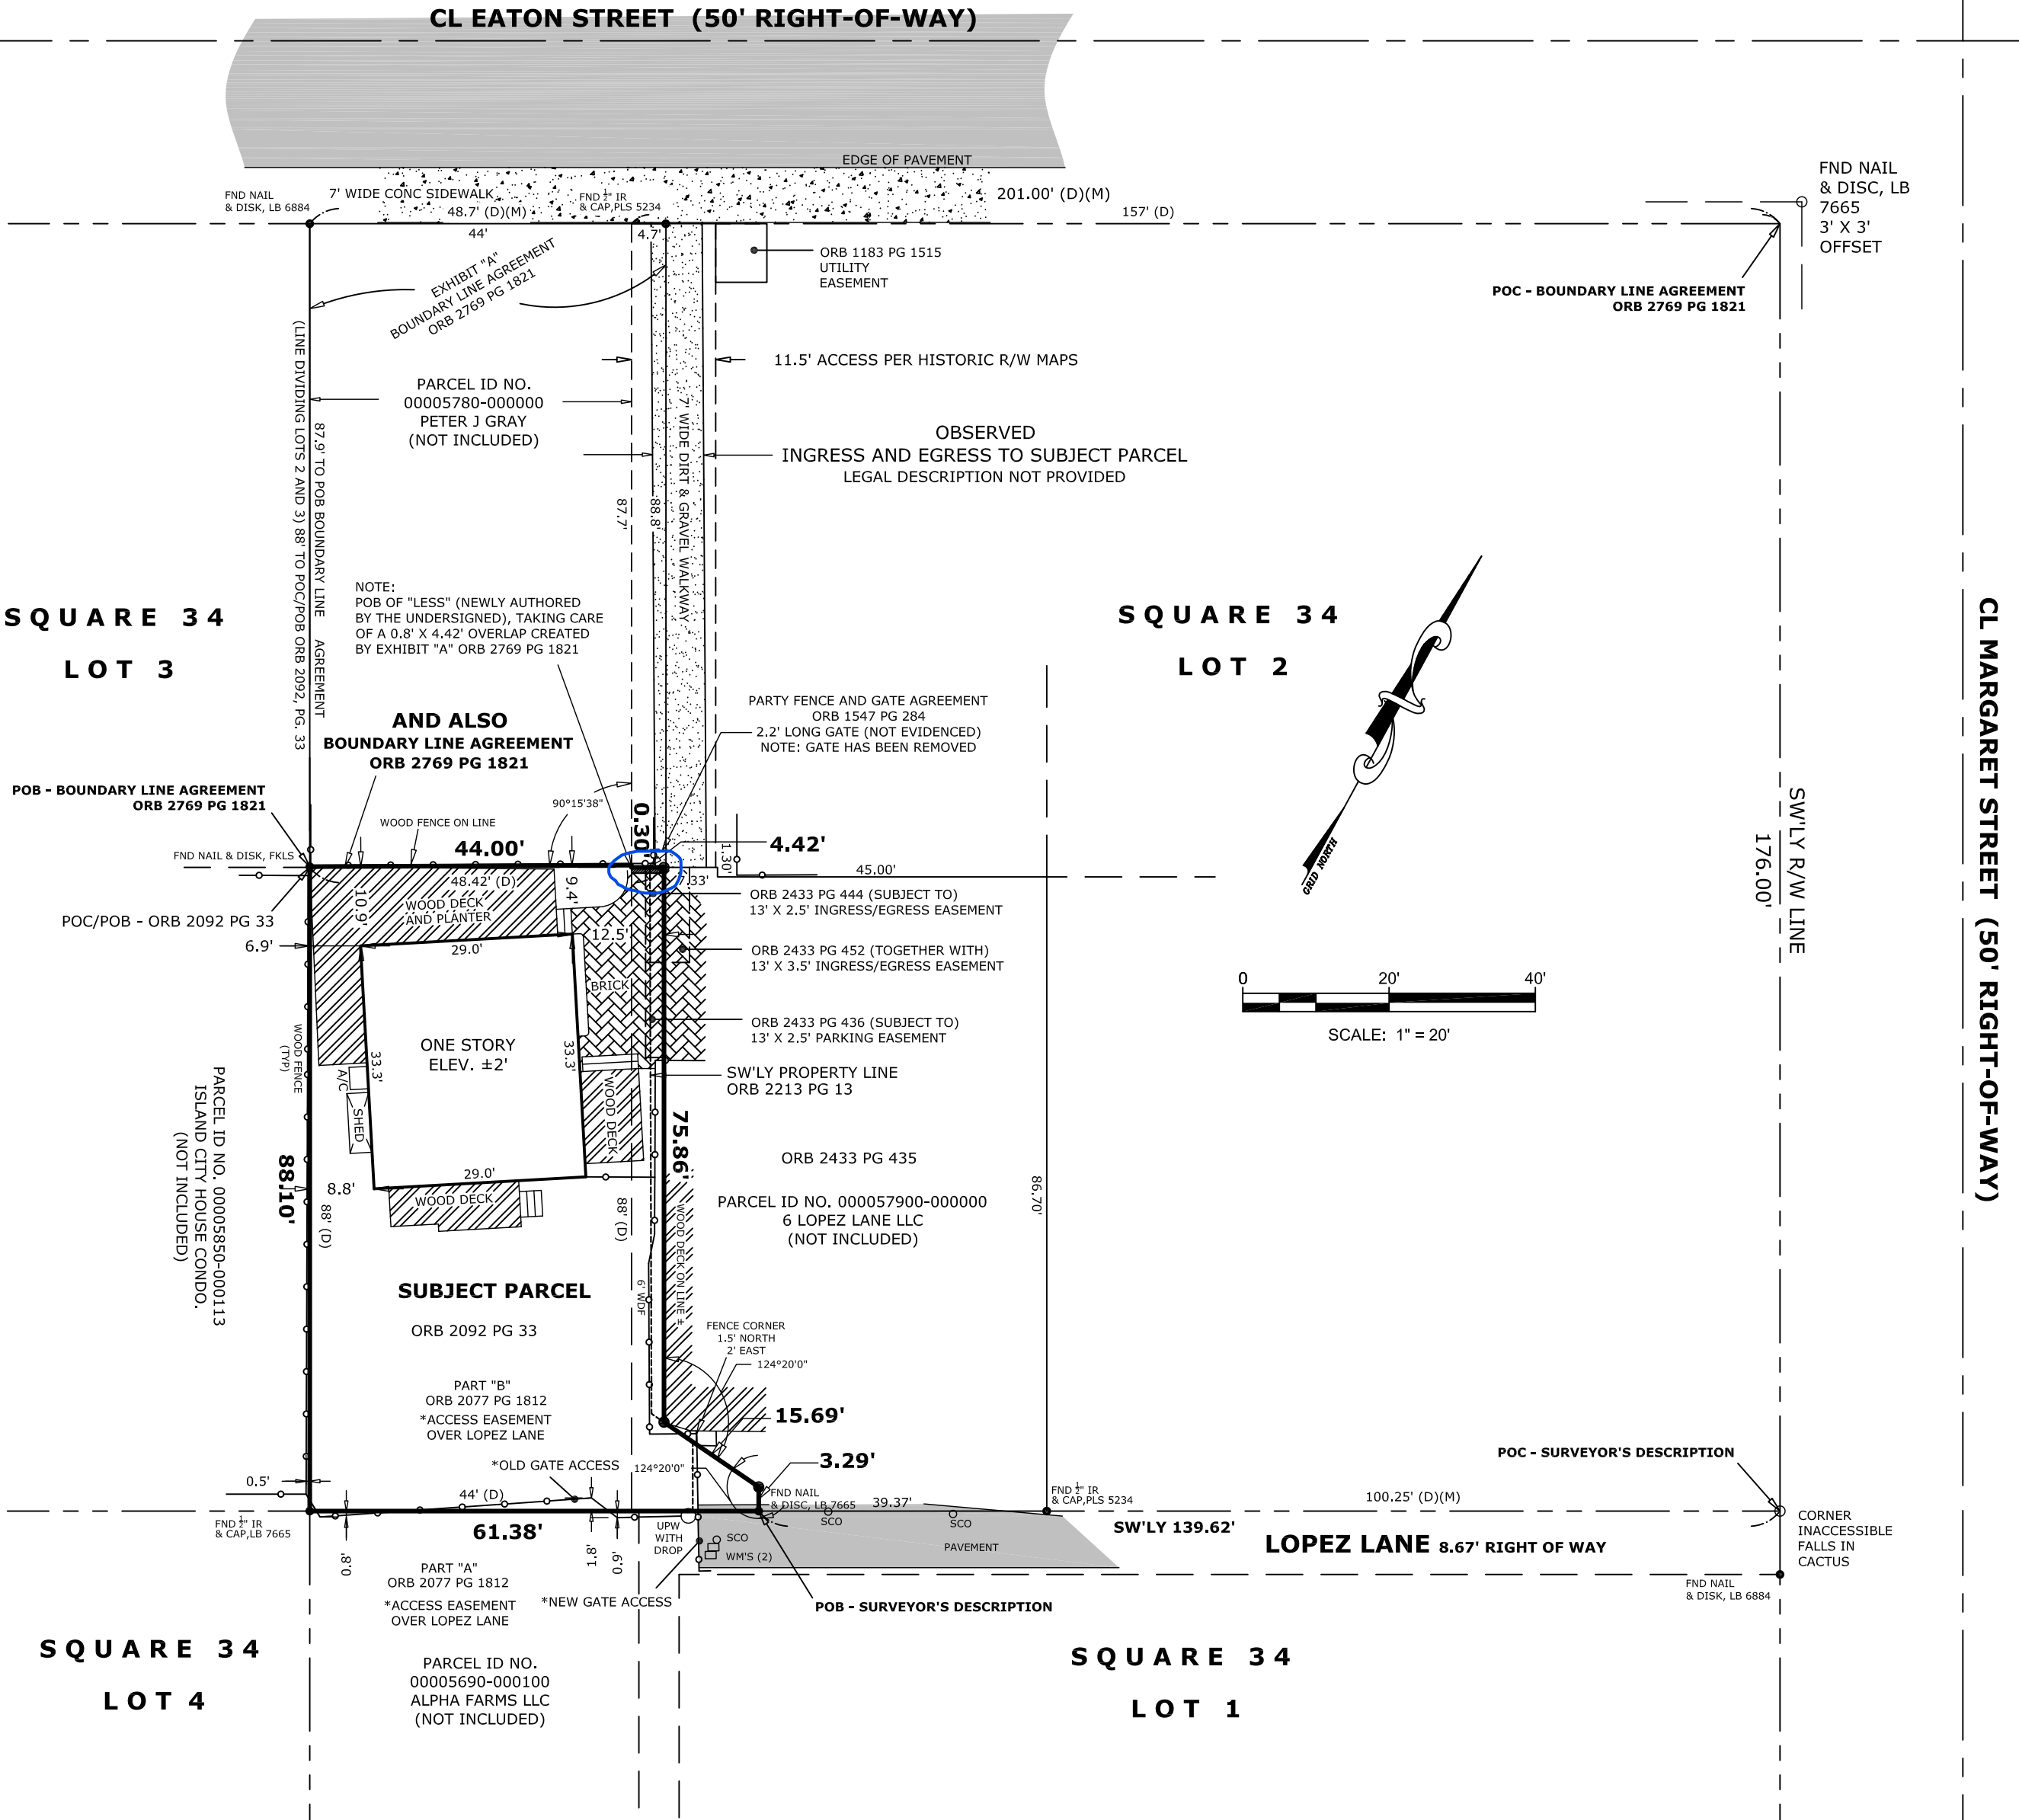 CL EATON STREET (50' RIGHT-OF-WAY)
EDGE OF PAVEMENT
FND NAIL
& DISK, LB 6884
7' WIDE CONC SIDEWALK
48.7' (D)(M)
44'
FND ½" IR
& CAP,PLS 5234
4.7'
201.00' (D)(M)
157' (D)
FND NAIL
& DISC, LB
7665
3' X 3'
OFFSET
ORB 1183 PG 1515
UTILITY
EASEMENT
POC - BOUNDARY LINE AGREEMENT
ORB 2769 PG 1821
EXHIBIT "A"
BOUNDARY LINE AGREEMENT
ORB 2769 PG 1821
(LINE DIVIDING LOTS 2 AND 3) 88' TO POC/POB ORB 2092, PG. 33
87.9' TO POB BOUNDARY LINE AGREEMENT
11.5' ACCESS PER HISTORIC R/W MAPS
PARCEL ID NO.
00005780-000000
PETER J GRAY
(NOT INCLUDED)
7' WIDE DIRT & GRAVEL WALKWAY
OBSERVED
INGRESS AND EGRESS TO SUBJECT PARCEL
LEGAL DESCRIPTION NOT PROVIDED
87.7'
88.8'
NOTE:
POB OF "LESS" (NEWLY AUTHORED
BY THE UNDERSIGNED), TAKING CARE
OF A 0.8' X 4.42' OVERLAP CREATED
BY EXHIBIT "A" ORB 2769 PG 1821
SQUARE 34
LOT 3
SQUARE 34
LOT 2
GRID NORTH
CL MARGARET STREET (50' RIGHT-OF-WAY)
SW'LY R/W LINE
176.00'
AND ALSO
BOUNDARY LINE AGREEMENT
ORB 2769 PG 1821
PARTY FENCE AND GATE AGREEMENT
ORB 1547 PG 284
2.2' LONG GATE (NOT EVIDENCED)
NOTE: GATE HAS BEEN REMOVED
POB - BOUNDARY LINE AGREEMENT
ORB 2769 PG 1821
90°15'38"
0.30'
WOOD FENCE ON LINE
FND NAIL & DISK, FKLS
44.00'
4.42'
1.30'
45.00'
7.33'
48.42' (D)
10.9'
9.4'
WOOD DECK
AND PLANTER
POC/POB - ORB 2092 PG 33
6.9'
29.0'
12.5'
ORB 2433 PG 444 (SUBJECT TO)
13' X 2.5' INGRESS/EGRESS EASEMENT
ORB 2433 PG 452 (TOGETHER WITH)
13' X 3.5' INGRESS/EGRESS EASEMENT
BRICK
ORB 2433 PG 436 (SUBJECT TO)
13' X 2.5' PARKING EASEMENT
0
20'
40'
SCALE: 1" = 20'
WOOD FENCE
(TYP)
ONE STORY
ELEV. ±2'
33.3'
33.3'
A/C
SHED
WOOD DECK
SW'LY PROPERTY LINE
ORB 2213 PG 13
PARCEL ID NO. 00005850-000113
ISLAND CITY HOUSE CONDO.
(NOT INCLUDED)
75.86'
ORB 2433 PG 435
PARCEL ID NO. 000057900-000000
6 LOPEZ LANE LLC
(NOT INCLUDED)
86.70'
88.10'
88' (D)
8.8'
29.0'
WOOD DECK
88' (D)
WOOD DECK ON LINE ±
6' WDF
SUBJECT PARCEL
ORB 2092 PG 33
PART "B"
ORB 2077 PG 1812
*ACCESS EASEMENT
OVER LOPEZ LANE
FENCE CORNER
1.5' NORTH
2' EAST
124°20'0"
15.69'
3.29'
124°20'0"
*OLD GATE ACCESS
0.5'
44' (D)
FND NAIL
& DISC, LB 7665
39.37'
FND ½" IR
& CAP,PLS 5234
100.25' (D)(M)
POC - SURVEYOR'S DESCRIPTION
FND ½" IR
& CAP,LB 7665
61.38'
UPW
WITH
DROP
SCO
SCO
SCO
WM'S (2)
PAVEMENT
SW'LY 139.62'
LOPEZ LANE 8.67' RIGHT OF WAY
CORNER
INACCESSIBLE
FALLS IN
CACTUS
0.8'
1.8'
0.9'
PART "A"
ORB 2077 PG 1812
*ACCESS EASEMENT
OVER LOPEZ LANE
*NEW GATE ACCESS
POB - SURVEYOR'S DESCRIPTION
FND NAIL
& DISK, LB 6884
SQUARE 34
LOT 4
PARCEL ID NO.
00005690-000100
ALPHA FARMS LLC
(NOT INCLUDED)
SQUARE 34
LOT 1